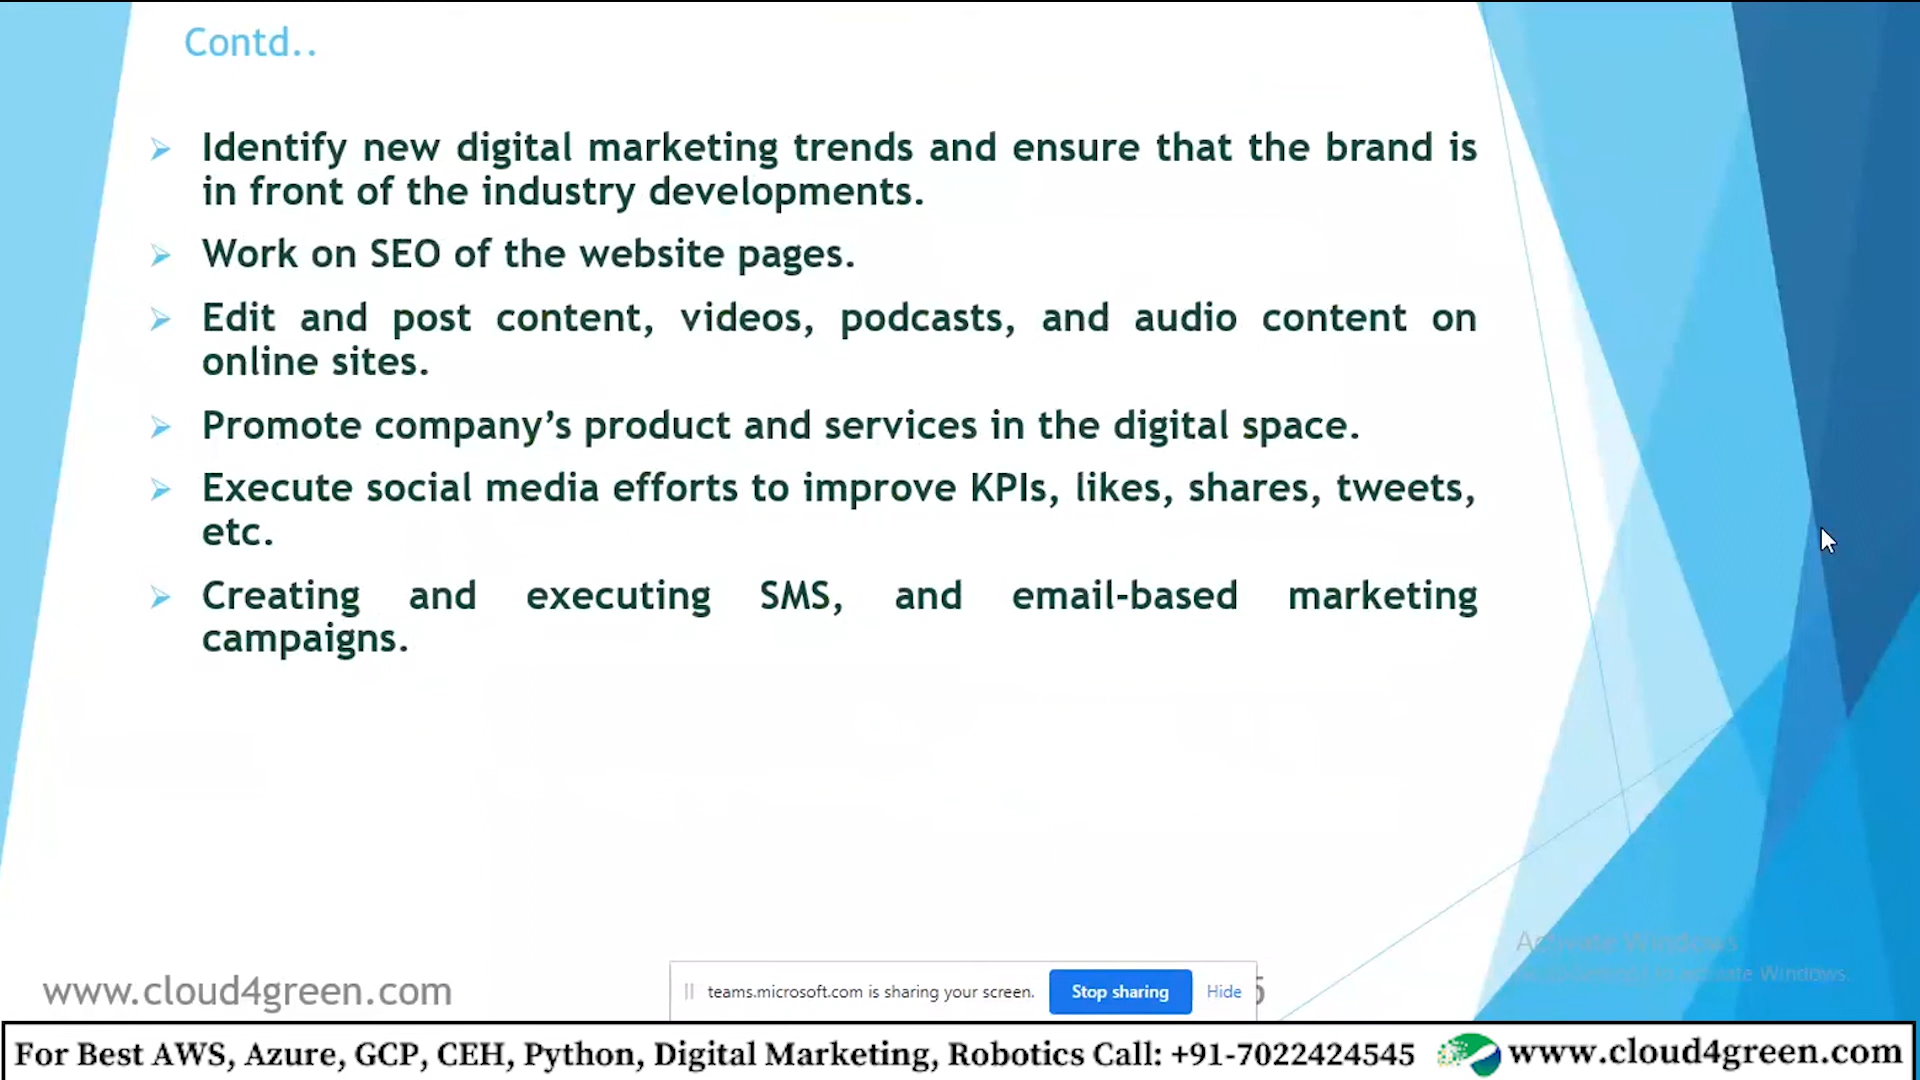 Contd..
Identify new digital marketing trends and ensure that the brand is
in front of the industry developments.
Work on SEO of the website pages.
Edit and post content, videos, podcasts, and audio content on
online sites.
Promote company’s product and services in the digital space.
Execute social media efforts to improve KPIs, likes, shares, tweets,
etc.
Creating and executing SMS, and email-based marketing
campaigns.
Activate Windows
to activate Windows.
www.cloud4green.com
teams.microsoft.com is sharing your screen. Stop sharing Hide
For Best AWS, Azure, GCP, CEH, Python, Digital Marketing, Robotics Call: +91-7022424545 www.cloud4green.com